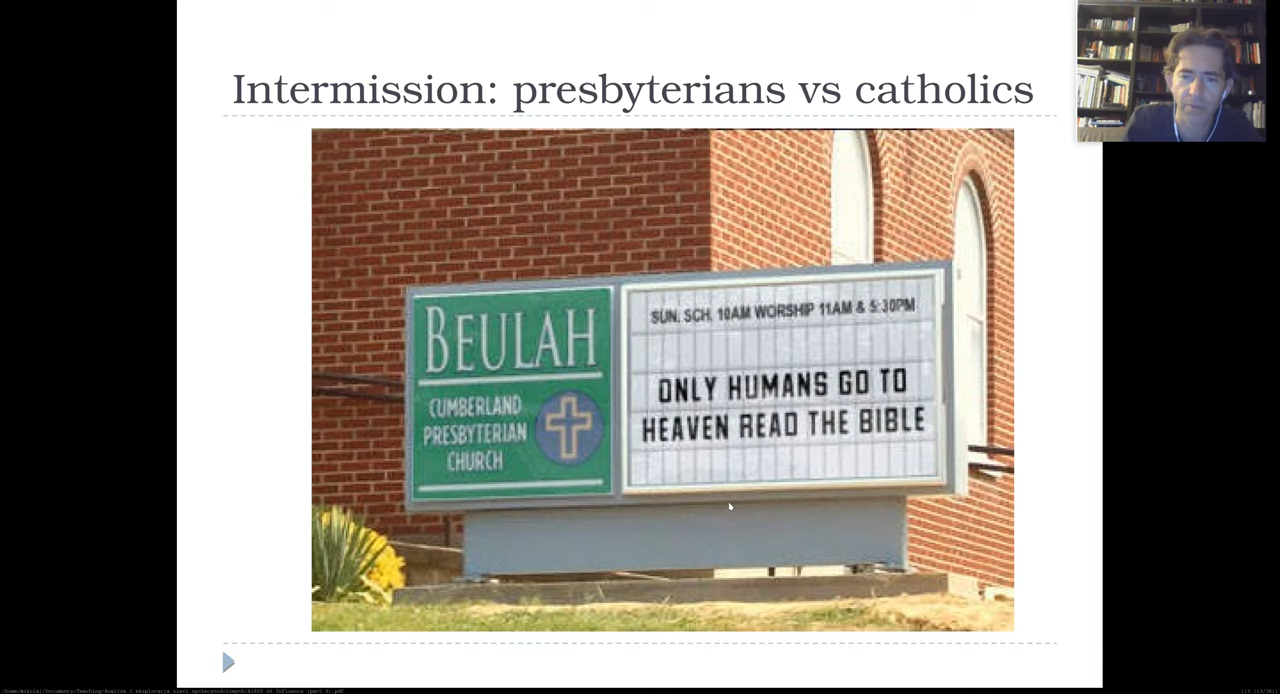 Intermission: presbyterians vs catholics
BEULAH
CUMBERLAND
PRESBYTERIAN
CHURCH
SUN. SCH. 10AM WORSHIP 11AM & 5:30PM
ONLY HUMANS GO TO
HEAVEN READ THE BIBLE